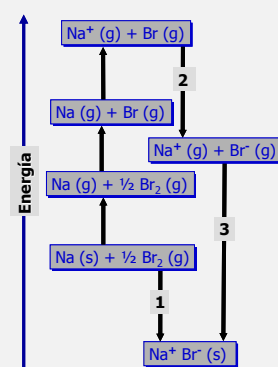 Na⁺ (g) + Br (g)
2
Na (g) + Br (g)
Na⁺ (g) + Br⁻ (g)
Na (g) + ½ Br₂ (g)
Energía
3
Na (s) + ½ Br₂ (g)
1
Na⁺ Br⁻ (s)